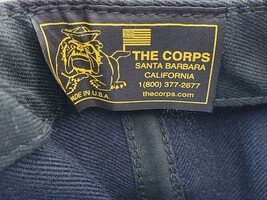 THE CORPS
SANTA BARBARA
CALIFORNIA
1(800) 377-2677
thecorps.com
MADE IN U.S.A.